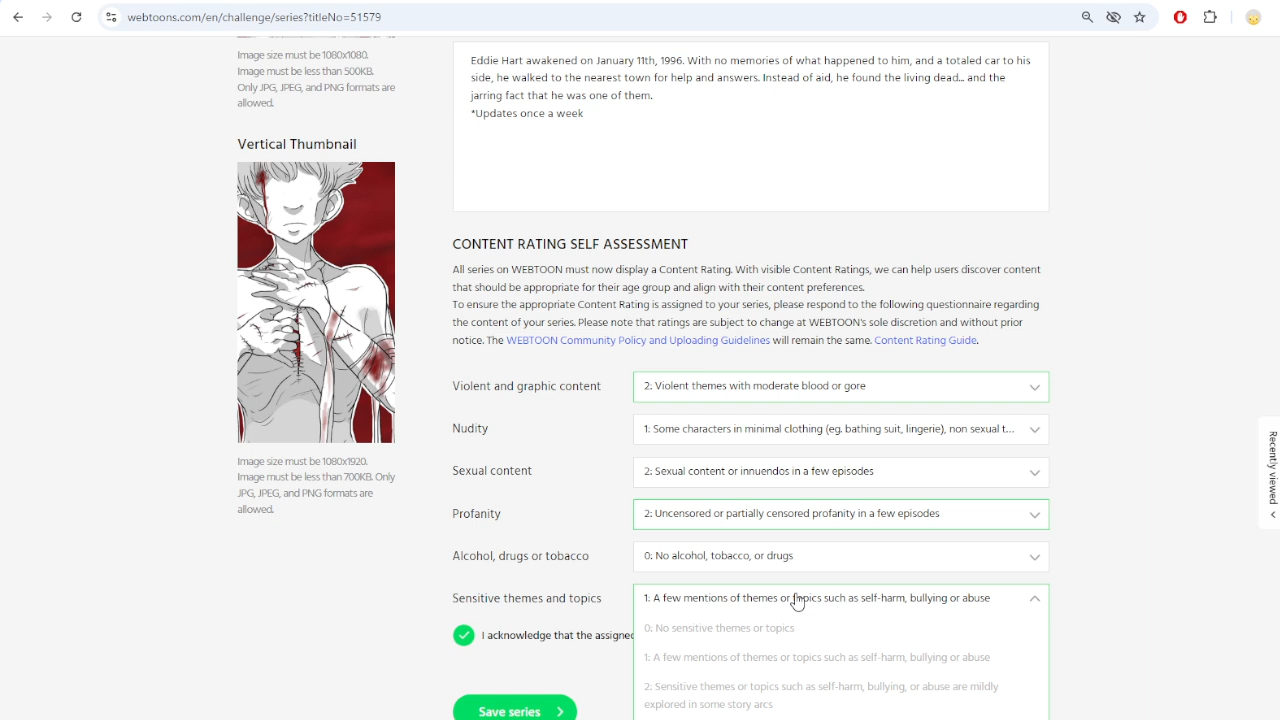 webtoons.com/en/challenge/series?titleNo=51579
Image size must be 1080x1080.
Image must be less than 500KB.
Only JPG, JPEG, and PNG formats are
allowed.
Vertical Thumbnail
Image size must be 1080x1920.
Image must be less than 700KB. Only
JPG, JPEG, and PNG formats are
allowed.
Eddie Hart awakened on January 11th, 1996. With no memories of what happened to him, and a totaled car to his
side, he walked to the nearest town for help and answers. Instead of aid, he found the living dead... and the
jarring fact that he was one of them.
*Updates once a week
CONTENT RATING SELF ASSESSMENT
All series on WEBTOON must now display a Content Rating. With visible Content Ratings, we can help users discover content
that should be appropriate for their age group and align with their content preferences.
To ensure the appropriate Content Rating is assigned to your series, please respond to the following questionnaire regarding
the content of your series. Please note that ratings are subject to change at WEBTOON's sole discretion and without prior
notice. The WEBTOON Community Policy and Uploading Guidelines will remain the same. Content Rating Guide.
Violent and graphic content
2: Violent themes with moderate blood or gore
Nudity
1: Some characters in minimal clothing (eg. bathing suit, lingerie), non sexual t...
Sexual content
2: Sexual content or innuendos in a few episodes
Profanity
2: Uncensored or partially censored profanity in a few episodes
Alcohol, drugs or tobacco
0: No alcohol, tobacco, or drugs
Sensitive themes and topics
1: A few mentions of themes or topics such as self-harm, bullying or abuse
0: No sensitive themes or topics
1: A few mentions of themes or topics such as self-harm, bullying or abuse
2: Sensitive themes or topics such as self-harm, bullying, or abuse are mildly
explored in some story arcs
I acknowledge that the assigned
Save series
Recently viewed